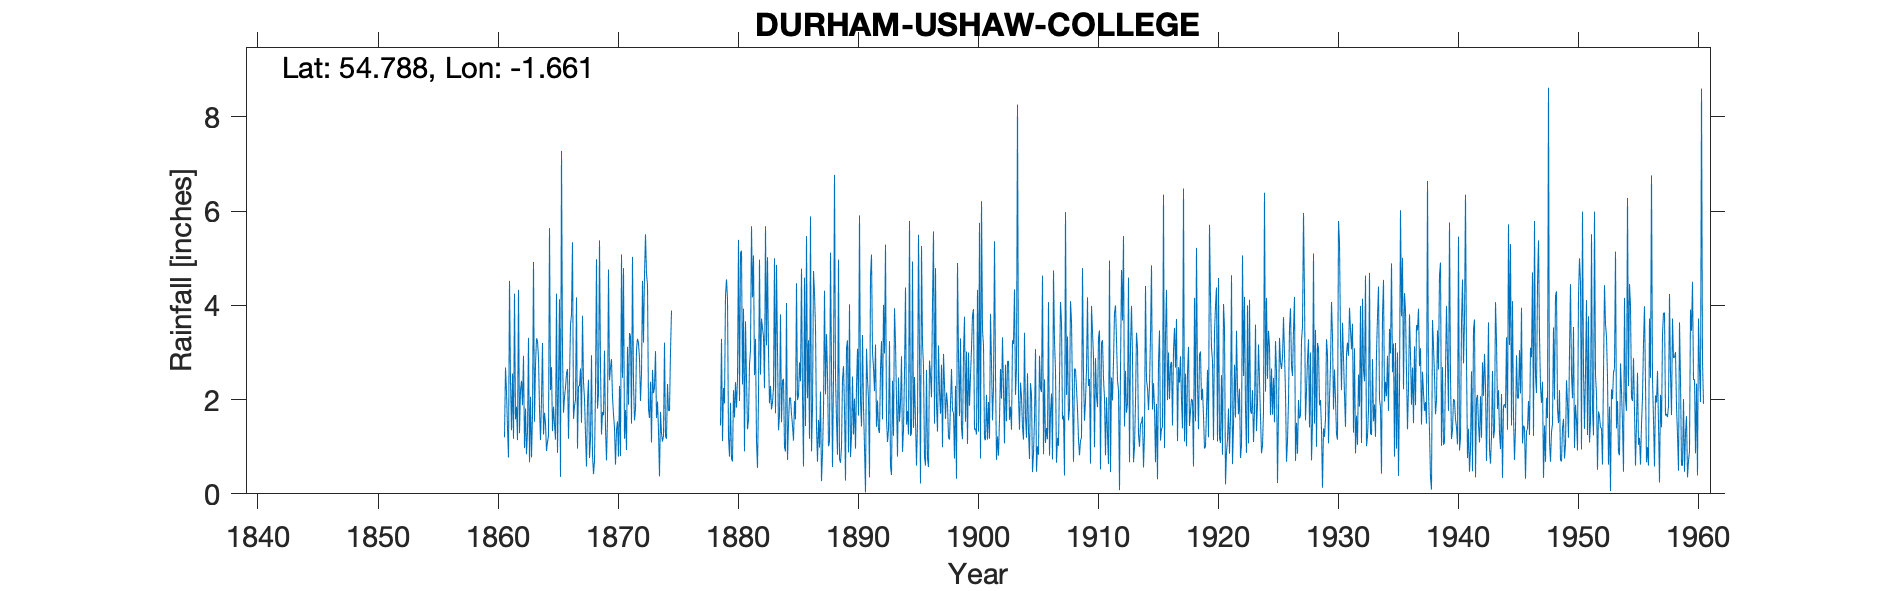 DURHAM-USHAW-COLLEGE
Lat: 54.788, Lon: -1.661
8
6
4
2
0
Rainfall [inches]
1840 1850 1860 1870 1880 1890 1900 1910 1920 1930 1940 1950 1960
Year